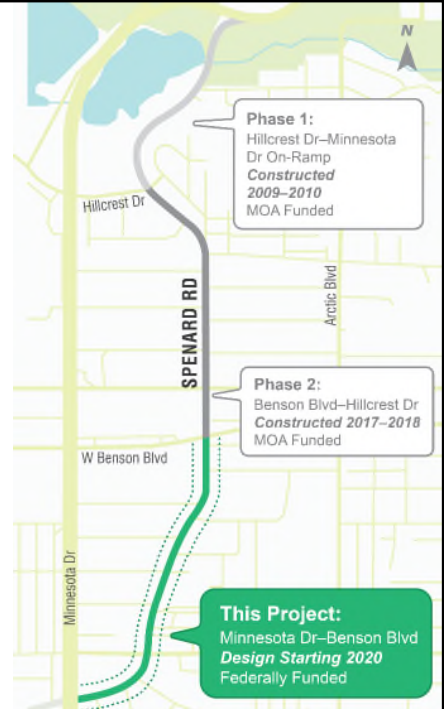 N
Phase 1:
Hillcrest Dr–Minnesota
Dr On-Ramp
Constructed
2009–2010
MOA Funded
Hillcrest Dr
SPENARD RD
Arctic Blvd
Phase 2:
Benson Blvd–Hillcrest Dr
Constructed 2017–2018
MOA Funded
W Benson Blvd
Minnesota Dr
This Project:
Minnesota Dr–Benson Blvd
Design Starting 2020
Federally Funded